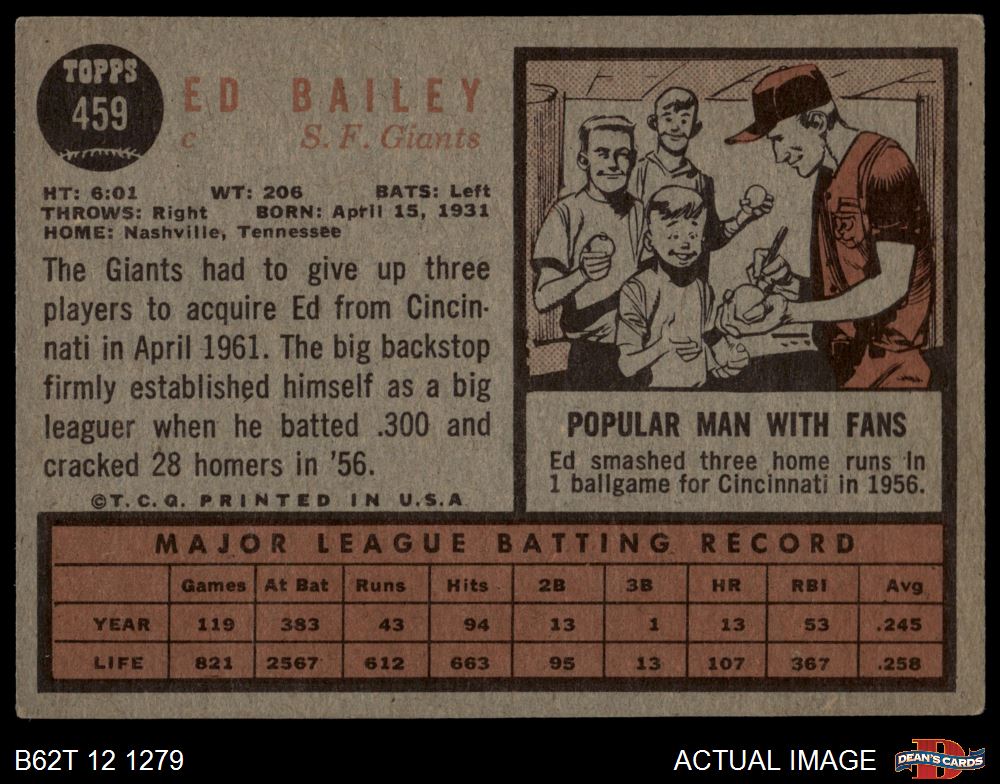 TOPPS
459
ED BAILEY
c S. F. Giants
HT: 6:01 WT: 206 BATS: Left
THROWS: Right BORN: April 15, 1931
HOME: Nashville, Tennessee
The Giants had to give up three
players to acquire Ed from Cincin-
nati in April 1961. The big backstop
firmly established himself as a big
leaguer when he batted .300 and
cracked 28 homers in '56.
©T.C.G. PRINTED IN U.S.A
POPULAR MAN WITH FANS
Ed smashed three home runs in
1 ballgame for Cincinnati in 1956.
MAJOR LEAGUE BATTING RECORD
Games At Bat Runs Hits 2B 3B HR RBI Avg
YEAR 119 383 43 94 13 1 13 53 .245
LIFE 821 2567 612 663 95 13 107 367 .258
B62T 12 1279
ACTUAL IMAGE
DEAN'S CARDS